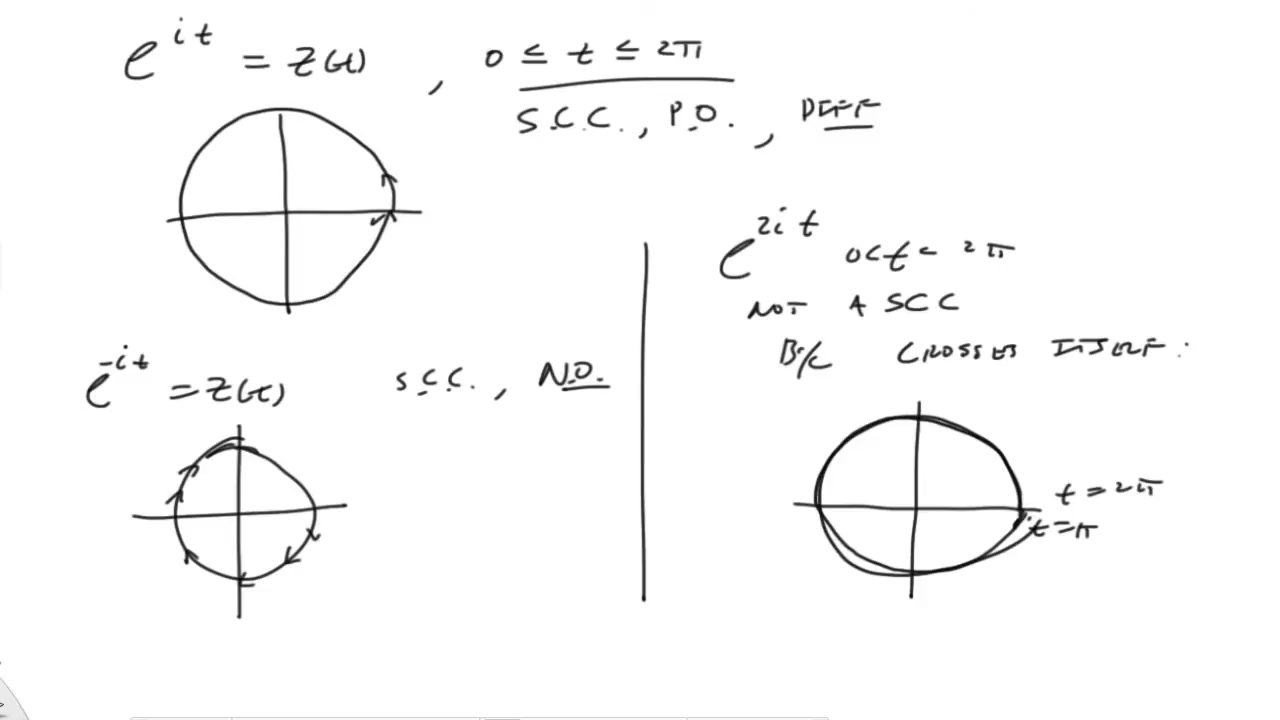 e^{it} = z(t) , 0 ≤ t ≤ 2π
S.C.C. , P.O. , DIFF
e^{-it} = z(t) S.C.C. , N.O.
e^{2it} 0<t< 2π
NOT A SCC
B/C CROSSES ITSELF.
t = 2π
t = π